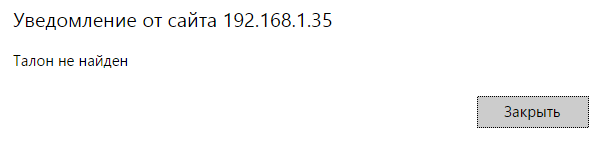 Уведомление от сайта 192.168.1.35
Талон не найден
Закрыть